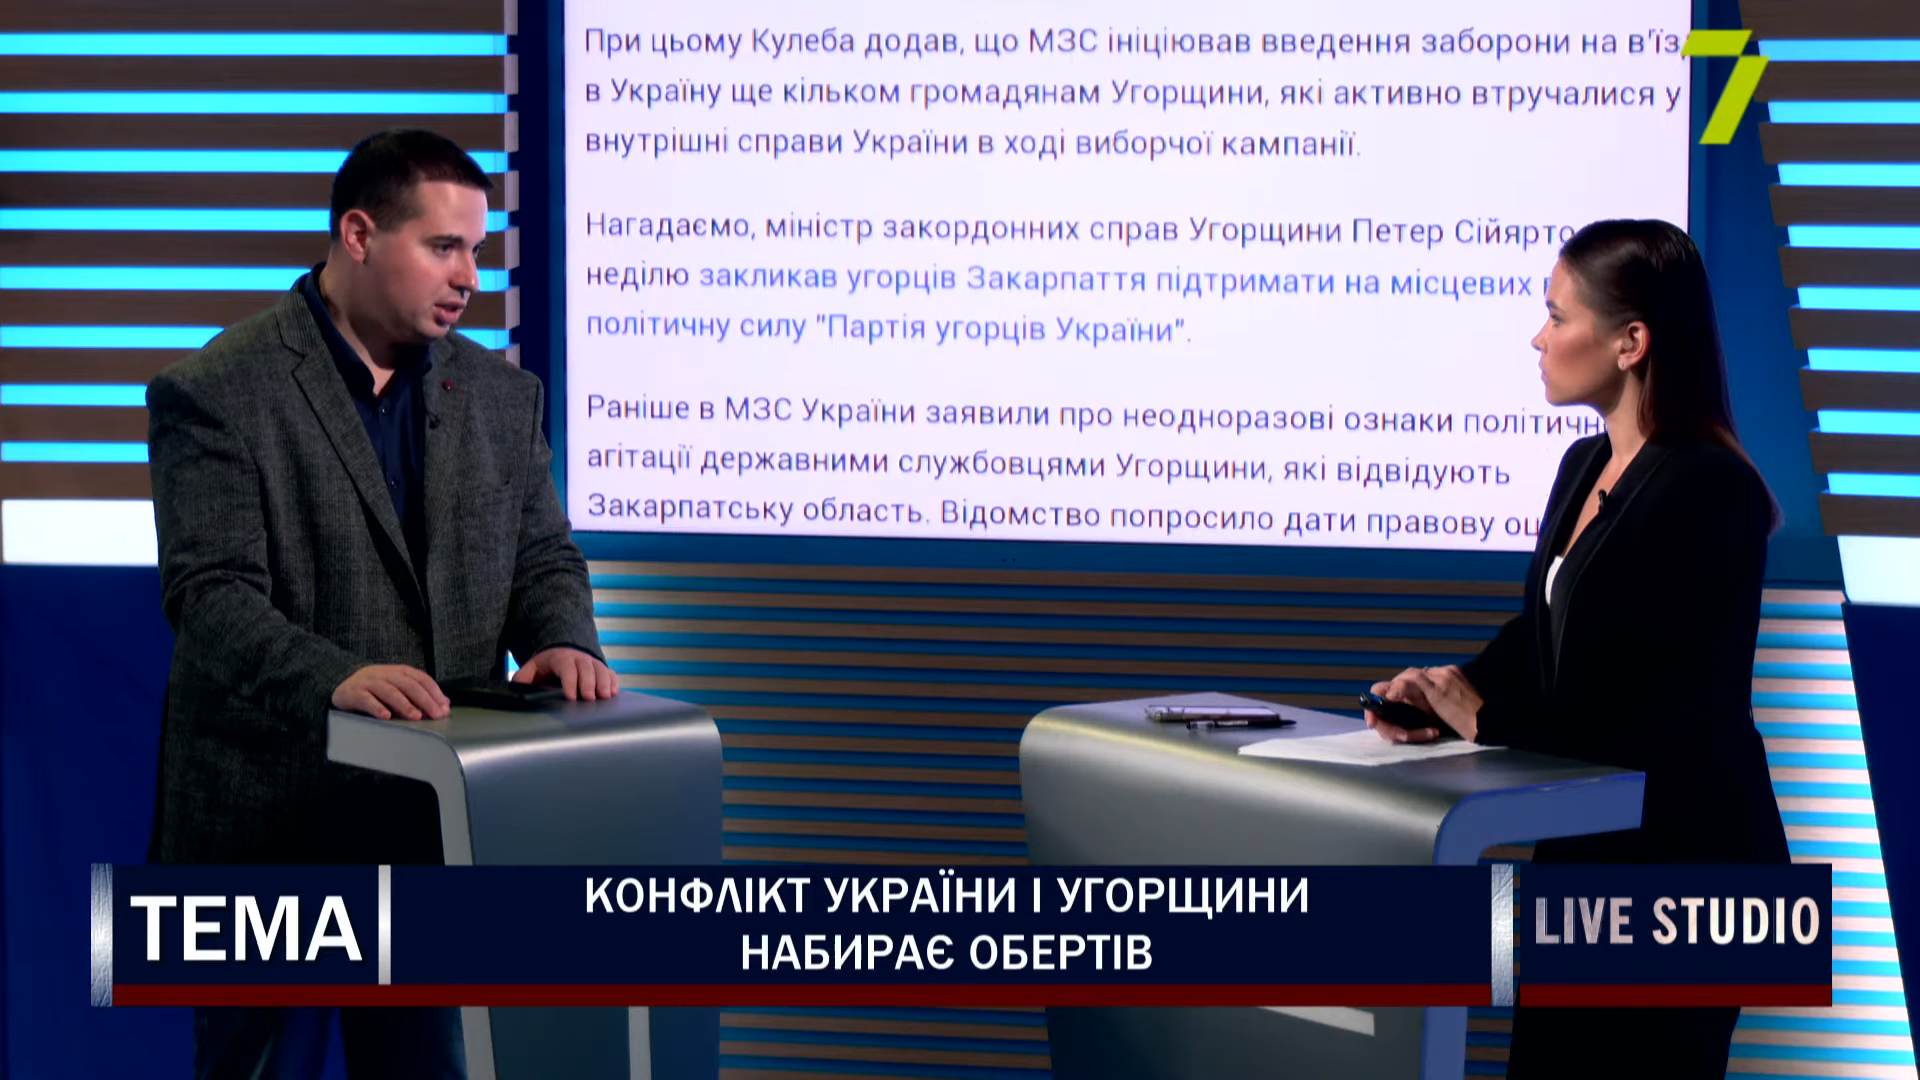 При цьому Кулеба додав, що МЗС ініціював введення заборони на в'їз
7
в Україну ще кільком громадянам Угорщини, які активно втручалися у
внутрішні справи України в ході виборчої кампанії.
Нагадаємо, міністр закордонних справ Угорщини Петер Сійярто
неділю закликав угорців Закарпаття підтримати на місцевих
політичну силу "Партія угорців України".
Раніше в МЗС України заявили про неодноразові ознаки політичн
агітації державними службовцями Угорщини, які відвідують
Закарпатську область. Відомство попросило дати правову оц
ТЕМА
КОНФЛІКТ УКРАЇНИ І УГОРЩИНИ
НАБИРАЄ ОБЕРТІВ
LIVE STUDIO